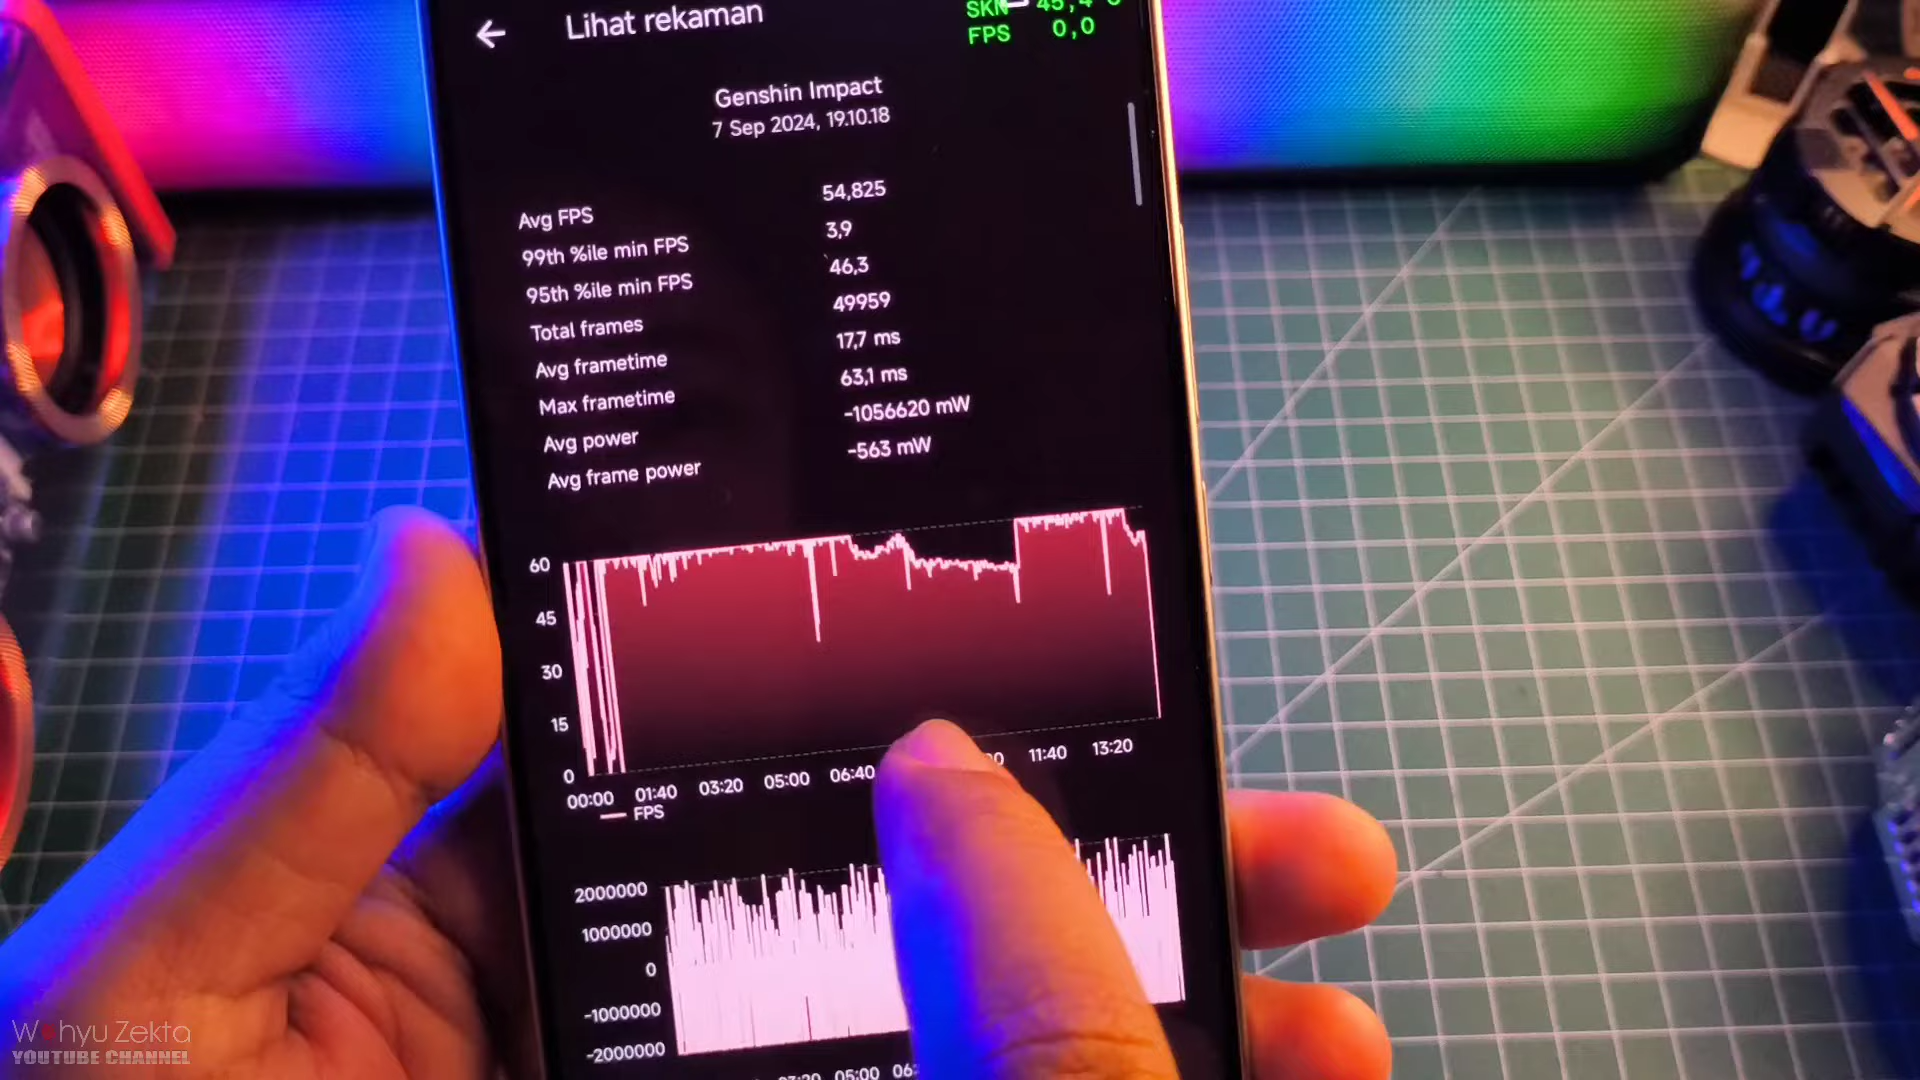 Lihat rekaman
SKN 45,4
FPS 0,0
Genshin Impact
7 Sep 2024, 19.10.18
Avg FPS 54,825
99th %ile min FPS 3,9
95th %ile min FPS 46,3
Total frames 49959
Avg frametime 17,7 ms
Max frametime 63,1 ms
Avg power -1056620 mW
Avg frame power -563 mW
60
45
30
15
0
00:00 01:40 03:20 05:00 06:40 11:40 13:20
FPS
2000000
1000000
0
-1000000
-2000000
05:00
Wahyu Zekta
YOUTUBE CHANNEL